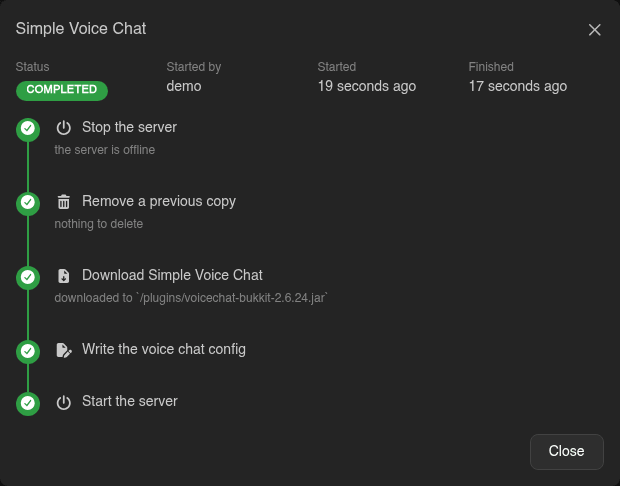 Simple Voice Chat
Status
Started by
Started
Finished
COMPLETED
demo
19 seconds ago
17 seconds ago
Stop the server
the server is offline
Remove a previous copy
nothing to delete
Download Simple Voice Chat
downloaded to `/plugins/voicechat-bukkit-2.6.24.jar`
Write the voice chat config
Start the server
Close